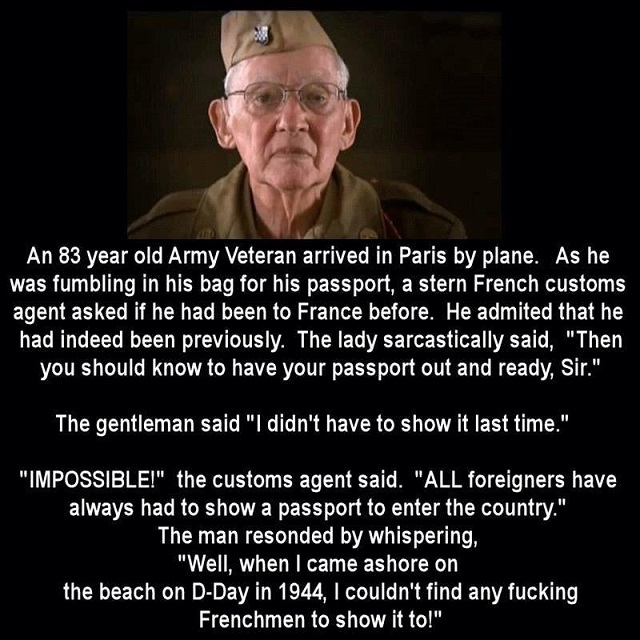 An 83 year old Army Veteran arrived in Paris by plane.   As he
was fumbling in his bag for his passport, a stern French customs
agent asked if he had been to France before.  He admited that he
had indeed been previously.  The lady sarcastically said,  "Then
you should know to have your passport out and ready, Sir."
The gentleman said "I didn't have to show it last time."
"IMPOSSIBLE!"  the customs agent said.  "ALL foreigners have
always had to show a passport to enter the country."
The man resonded by whispering,
"Well, when I came ashore on
the beach on D-Day in 1944, I couldn't find any fucking
Frenchmen to show it to!"